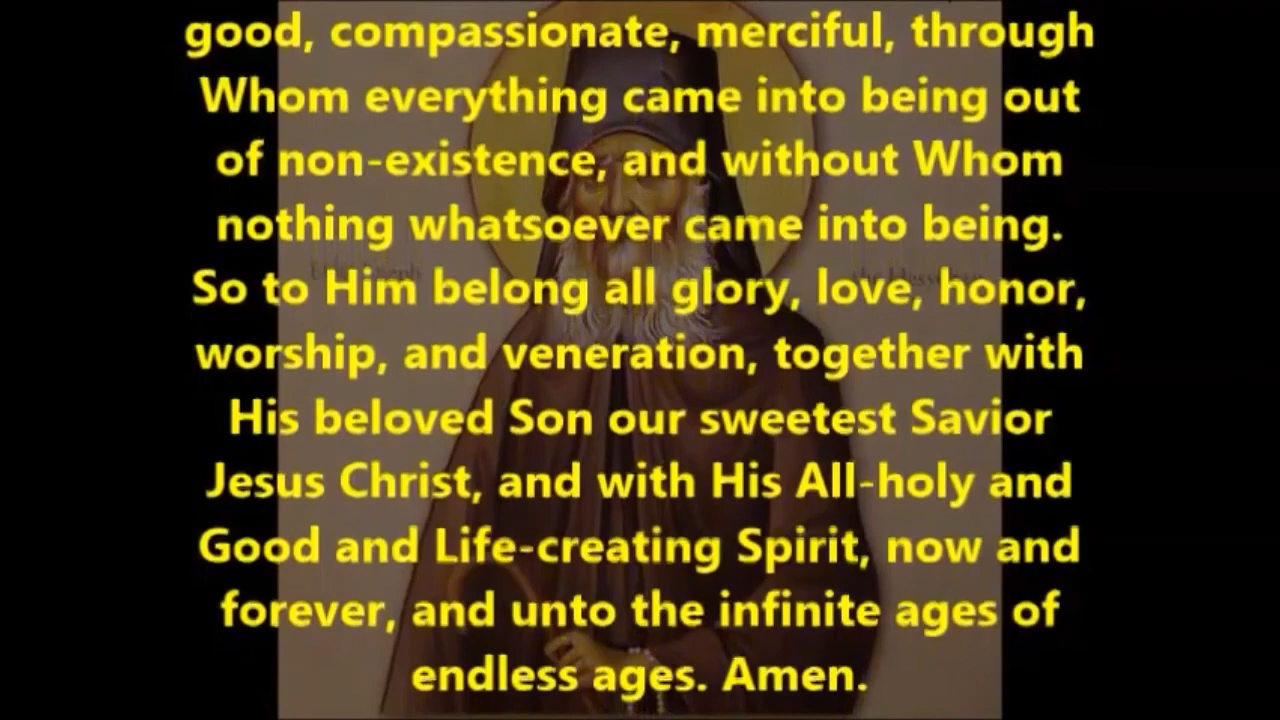 good, compassionate, merciful, through
Whom everything came into being out
of non-existence, and without Whom
nothing whatsoever came into being.
So to Him belong all glory, love, honor,
worship, and veneration, together with
His beloved Son our sweetest Savior
Jesus Christ, and with His All-holy and
Good and Life-creating Spirit, now and
forever, and unto the infinite ages of
endless ages. Amen.